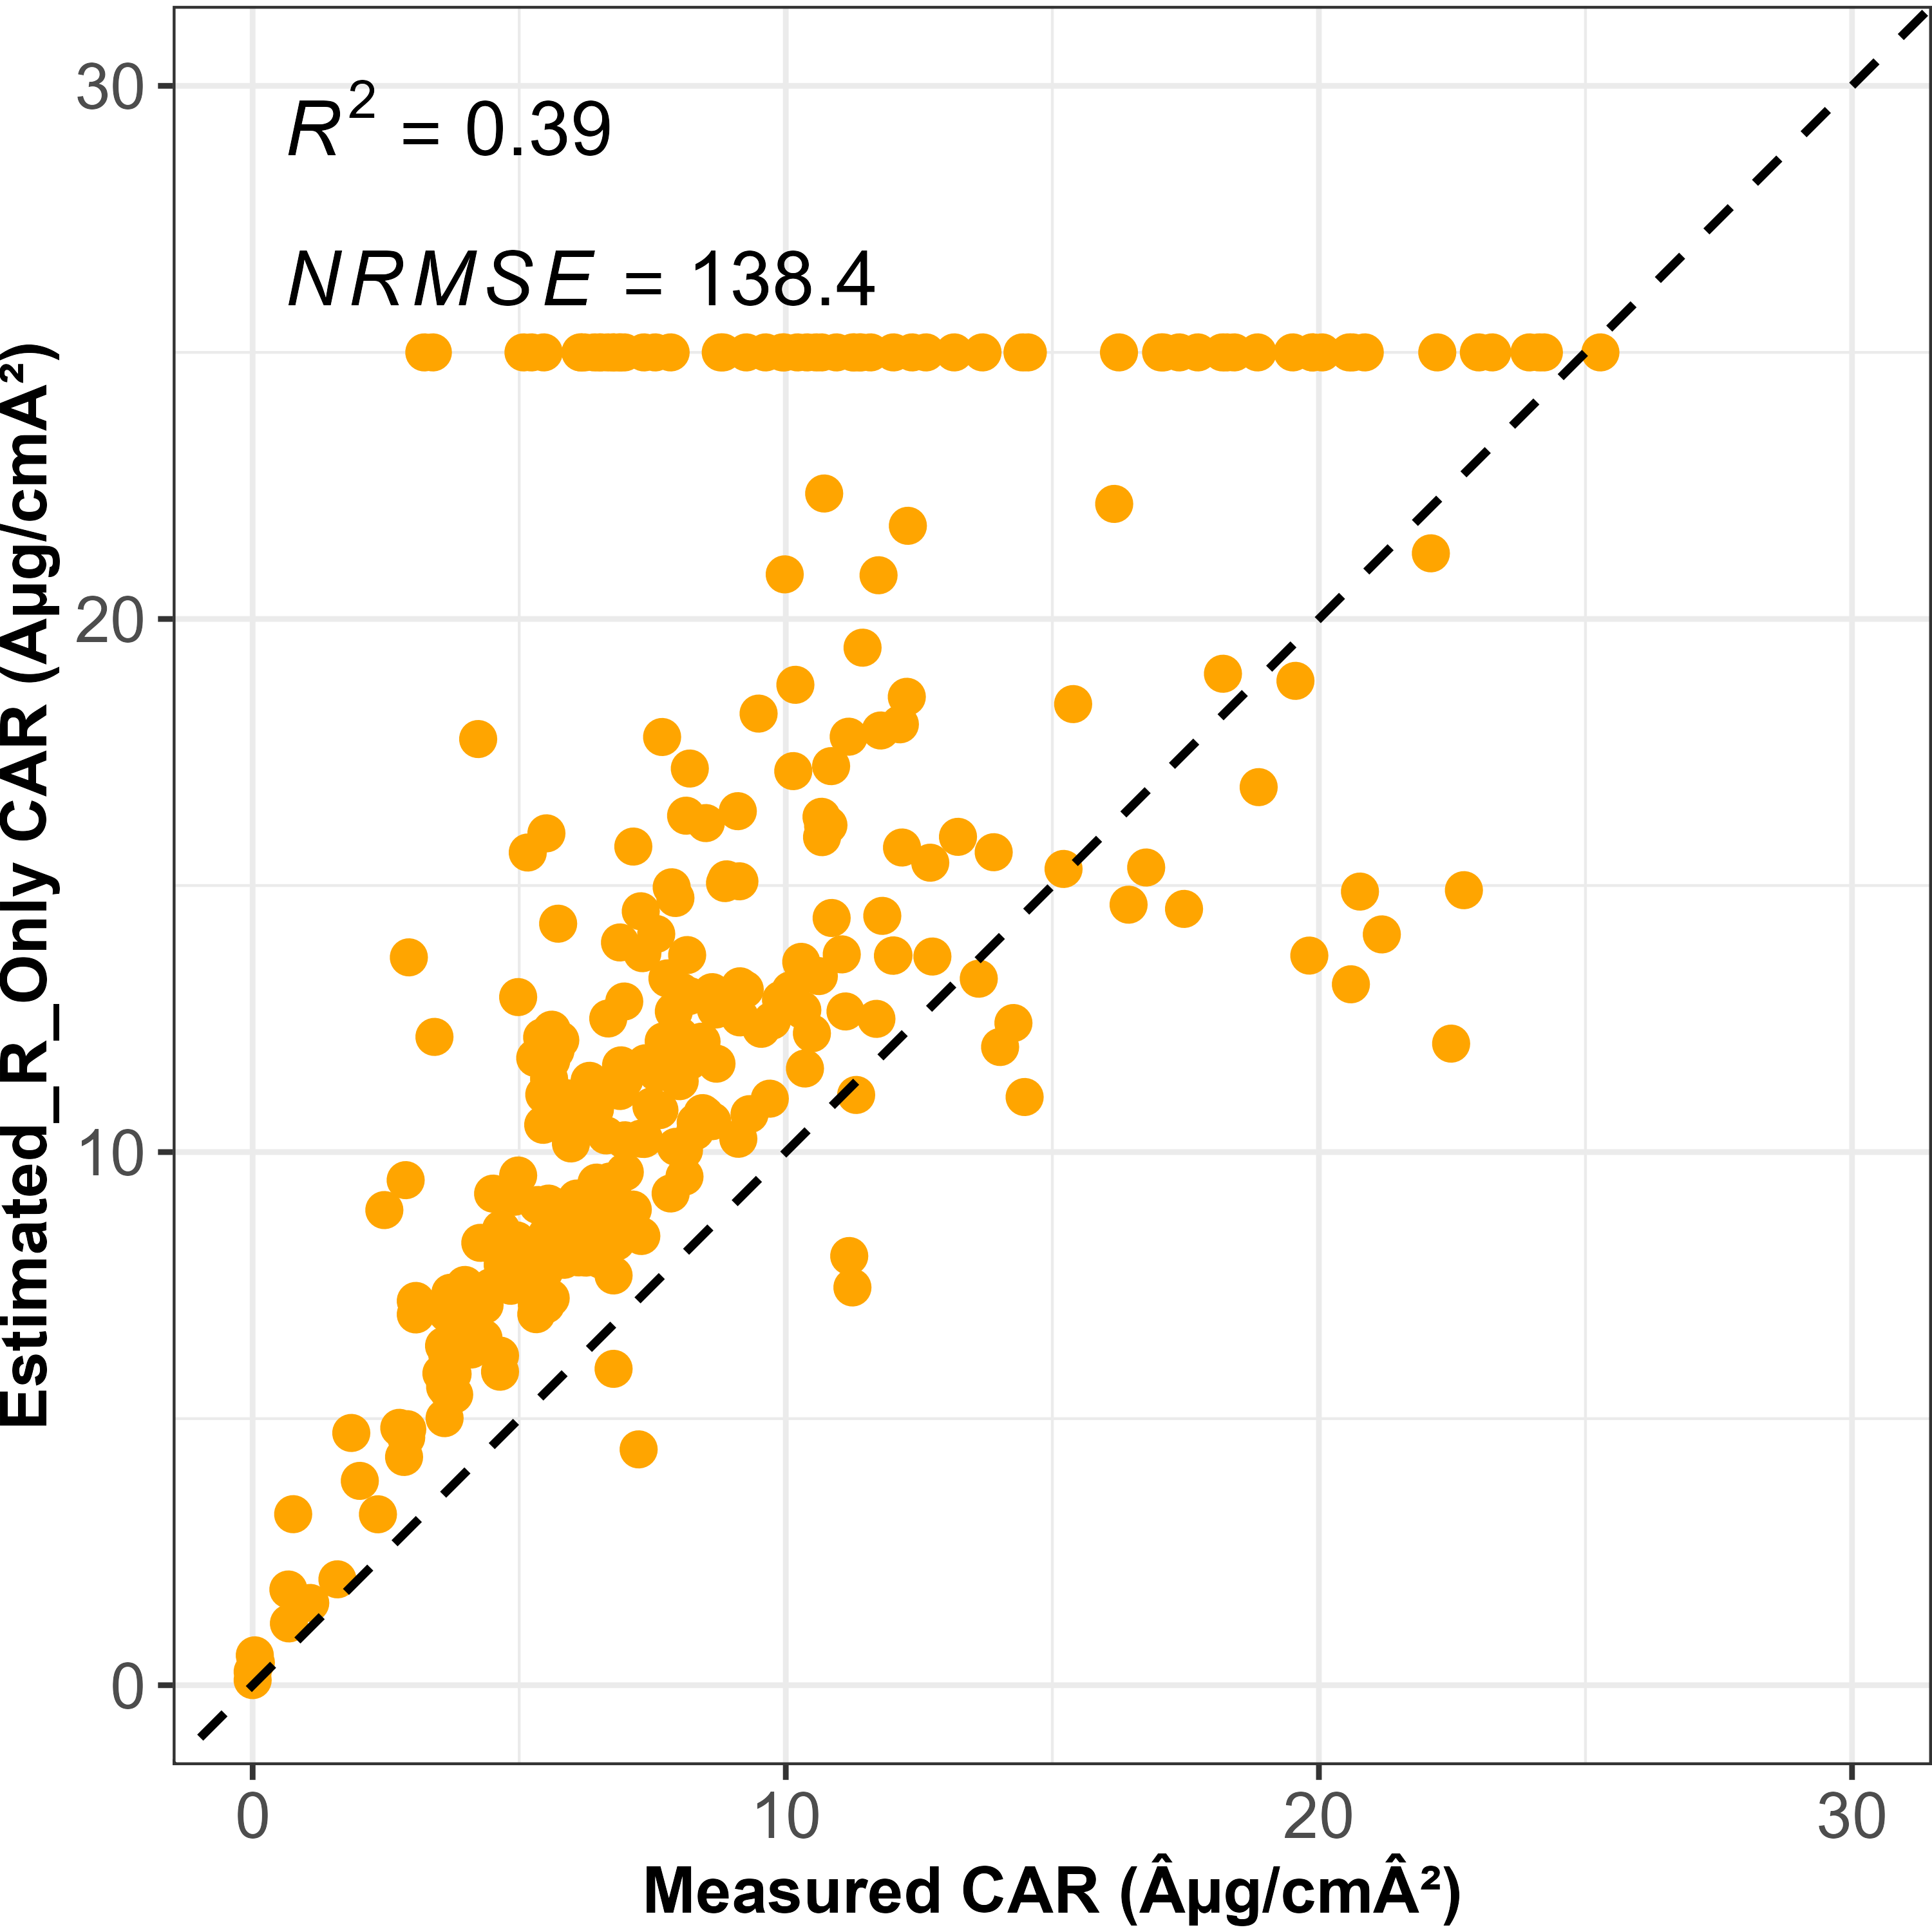 R² = 0.39
NRMSE = 138.4
Estimated_R_Only CAR (Âµg/cmÂ²)
30
20
10
0
0 10 20 30
Measured CAR (Âµg/cmÂ²)